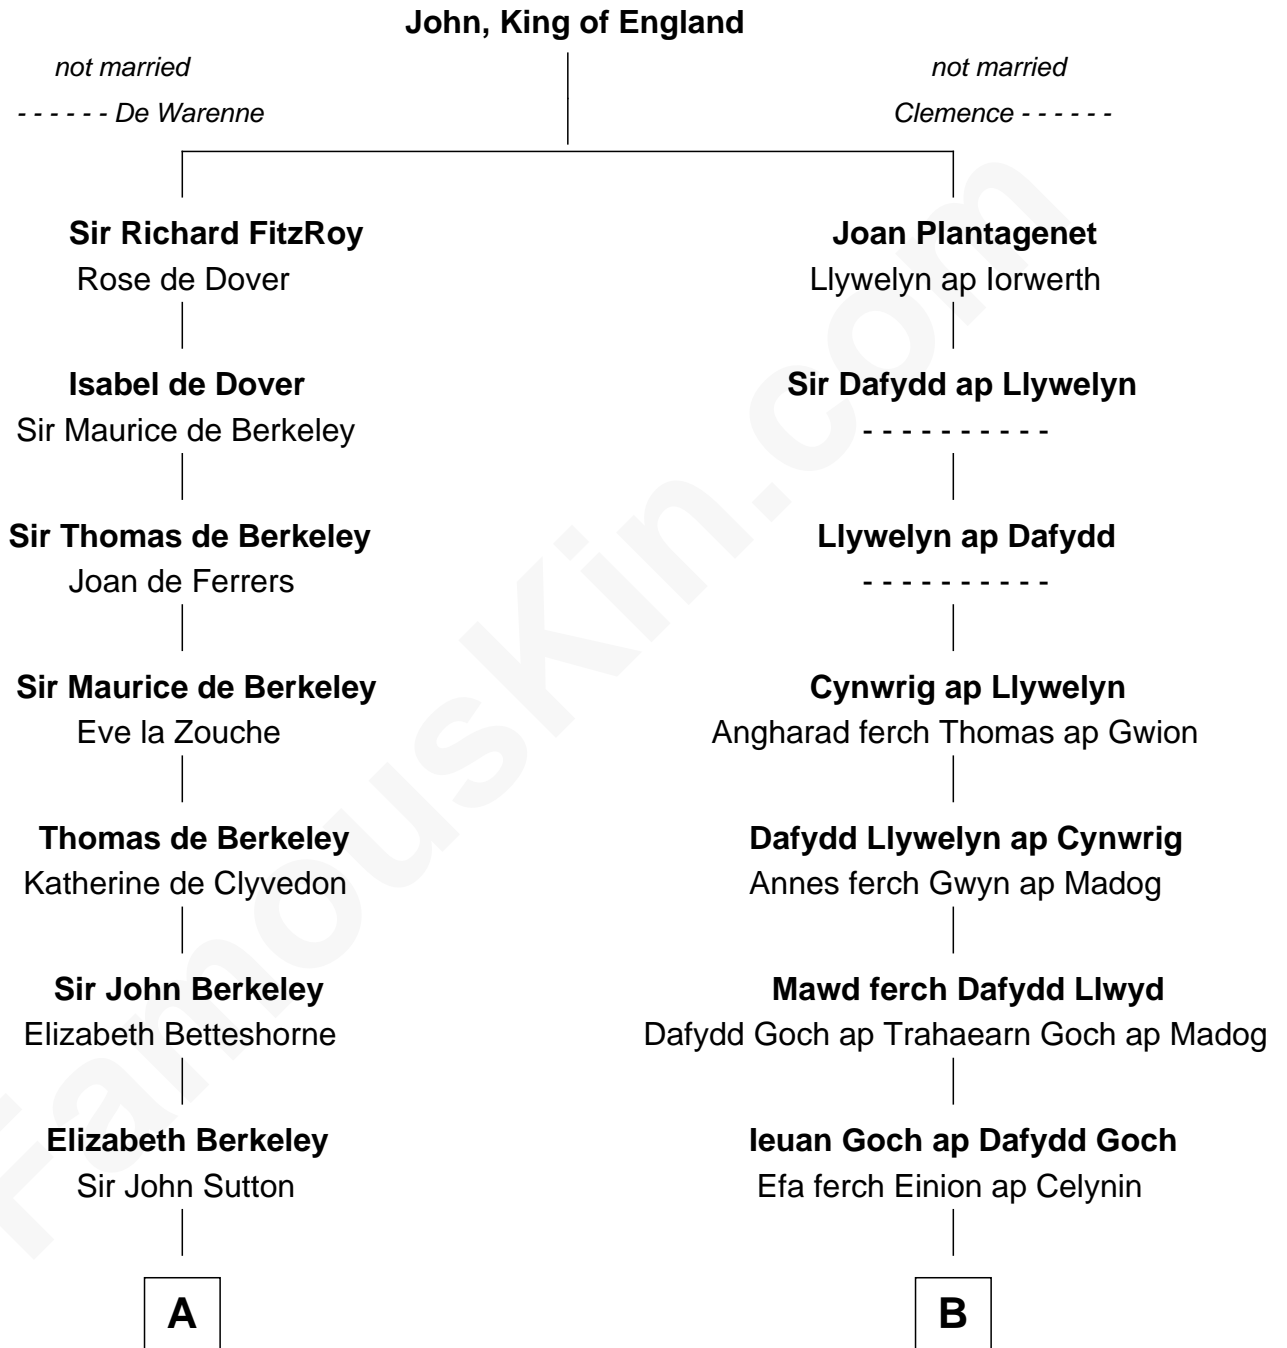 John, King of England
not married
- - - - - - De Warenne
not married
Clemence - - - - - -
Sir Richard FitzRoy
Rose de Dover
Joan Plantagenet
Llywelyn ap Iorwerth
Isabel de Dover
Sir Maurice de Berkeley
Sir Dafydd ap Llywelyn
- - - - - - - - - -
Sir Thomas de Berkeley
Joan de Ferrers
Llywelyn ap Dafydd
- - - - - - - - - -
Sir Maurice de Berkeley
Eve la Zouche
Cynwrig ap Llywelyn
Angharad ferch Thomas ap Gwion
Thomas de Berkeley
Katherine de Clyvedon
Dafydd Llywelyn ap Cynwrig
Annes ferch Gwyn ap Madog
Sir John Berkeley
Elizabeth Betteshorne
Mawd ferch Dafydd Llwyd
Dafydd Goch ap Trahaearn Goch ap Madog
Elizabeth Berkeley
Sir John Sutton
Ieuan Goch ap Dafydd Goch
Efa ferch Einion ap Celynin
A
B
FamousKin.com